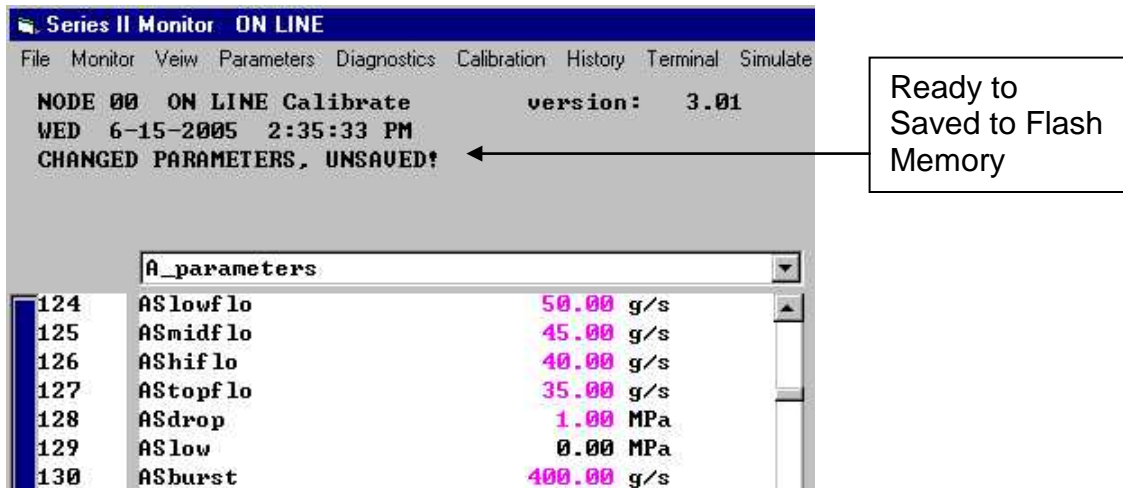 Series II Monitor ON LINE
File Monitor Veiw Parameters Diagnostics Calibration History Terminal Simulate
NODE 00 ON LINE Calibrate version: 3.01
WED 6-15-2005 2:35:33 PM
CHANGED PARAMETERS, UNSAVED!
Ready to
Saved to Flash
Memory
A_parameters
124 ASlowflo 50.00 g/s
125 ASmidflo 45.00 g/s
126 AShiflo 40.00 g/s
127 AStopflo 35.00 g/s
128 ASdrop 1.00 MPa
129 ASlow 0.00 MPa
130 ASburst 400.00 g/s